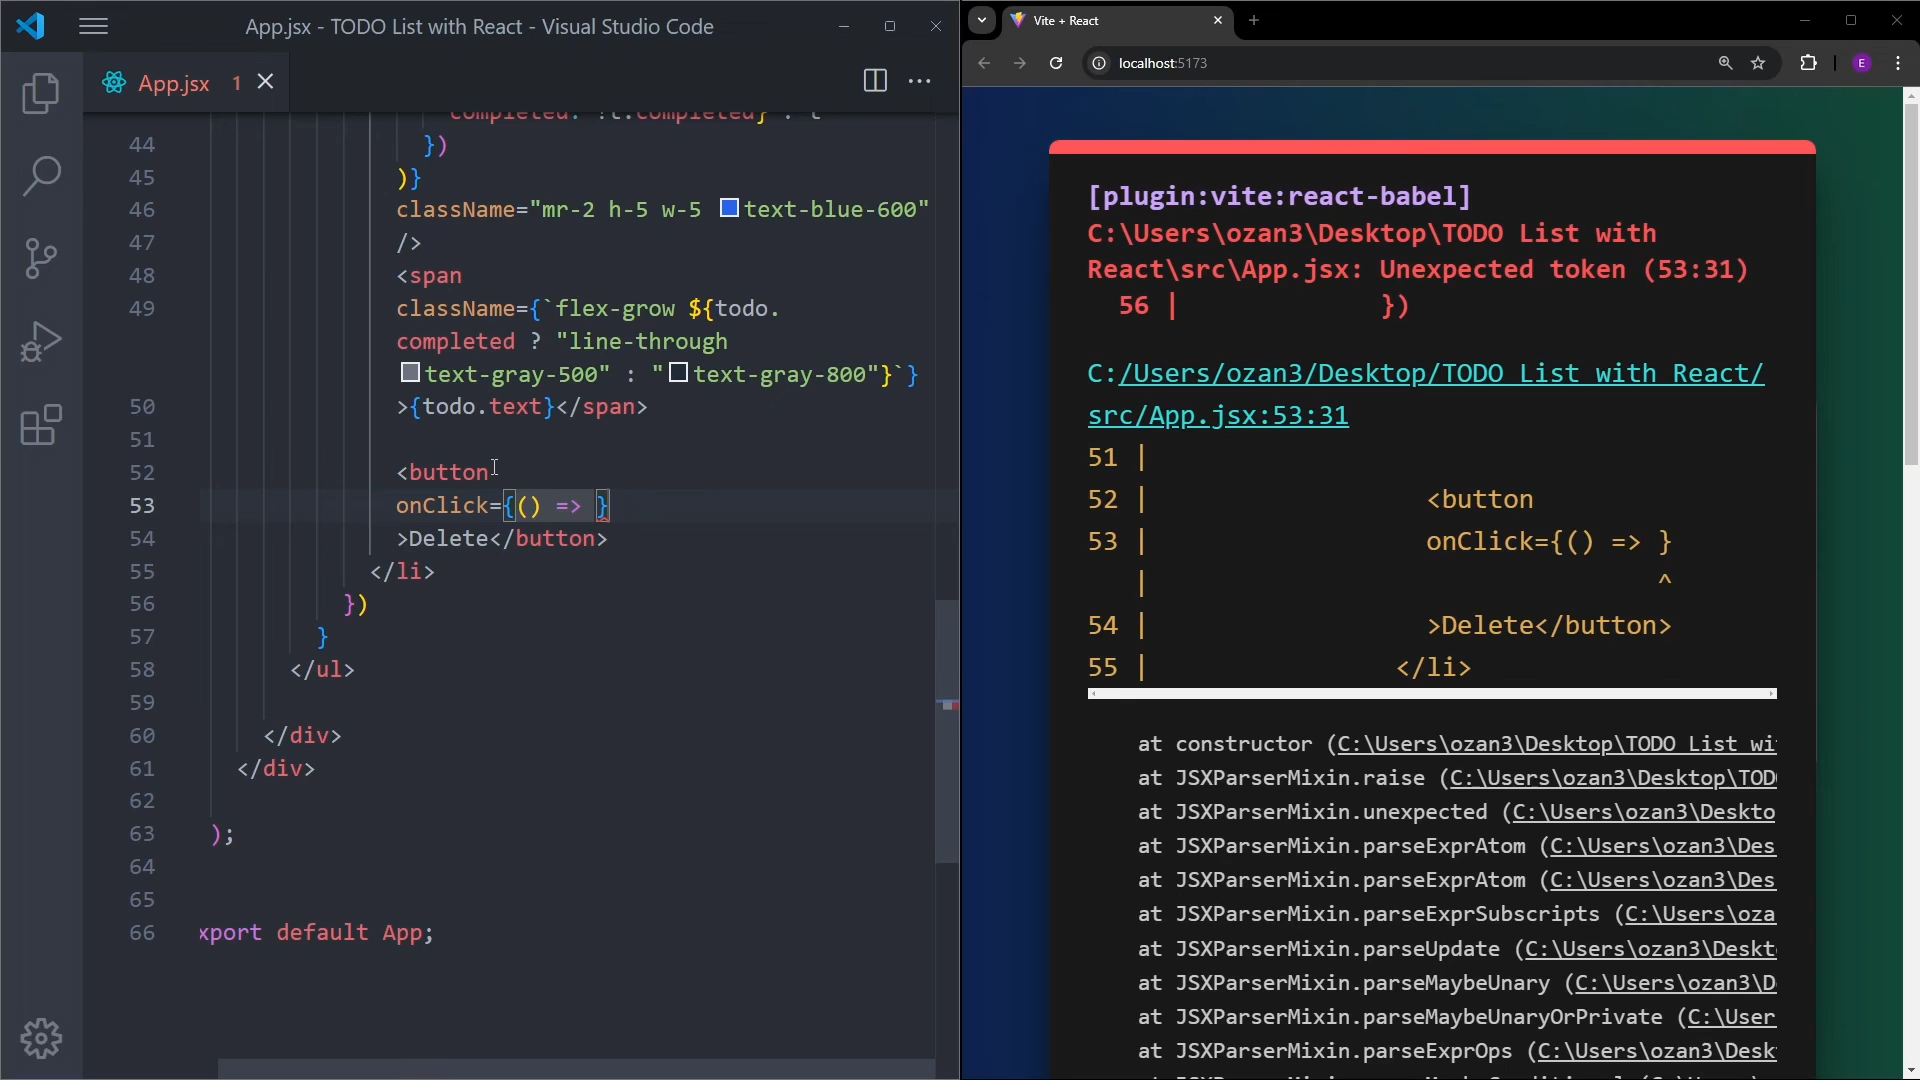 App.jsx - TODO List with React - Visual Studio Code
App.jsx 1
completed: !t.completed} : t
44 })
45 )}
46 className="mr-2 h-5 w-5 text-blue-600"
47 />
48 <span
49 className={`flex-grow ${todo.
completed ? "line-through
text-gray-500" : "text-gray-800"}`}
50 >{todo.text}</span>
51
52 <button
53 onClick={() => }
54 >Delete</button>
55 </li>
56 })
57 }
58 </ul>
59
60 </div>
61 </div>
62
63 );
64
65
66 xport default App;
Vite + React
localhost:5173
E
[plugin:vite:react-babel]
C:\Users\ozan3\Desktop\TODO List with
React\src\App.jsx: Unexpected token (53:31)
56 | })
C:/Users/ozan3/Desktop/TODO List with React/
src/App.jsx:53:31
51 |
52 | <button
53 | onClick={() => }
| ^
54 | >Delete</button>
55 | </li>
at constructor (C:\Users\ozan3\Desktop\TODO List wi
at JSXParserMixin.raise (C:\Users\ozan3\Desktop\TOD
at JSXParserMixin.unexpected (C:\Users\ozan3\Deskto
at JSXParserMixin.parseExprAtom (C:\Users\ozan3\Des
at JSXParserMixin.parseExprAtom (C:\Users\ozan3\Des
at JSXParserMixin.parseExprSubscripts (C:\Users\oza
at JSXParserMixin.parseUpdate (C:\Users\ozan3\Deskt
at JSXParserMixin.parseMaybeUnary (C:\Users\ozan3\D
at JSXParserMixin.parseMaybeUnaryOrPrivate (C:\User
at JSXParserMixin.parseExprOps (C:\Users\ozan3\Desk